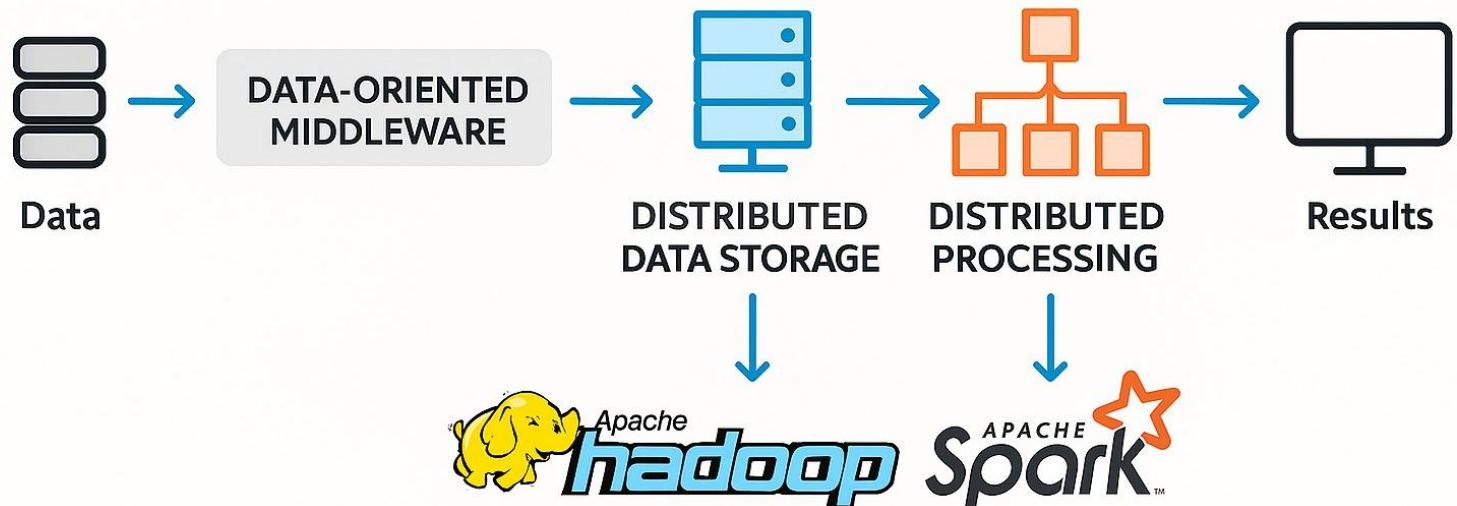 Data
DATA-ORIENTED
MIDDLEWARE
DISTRIBUTED
DATA STORAGE
DISTRIBUTED
PROCESSING
Results
Apache
hadoop
APACHE
Spark
TM